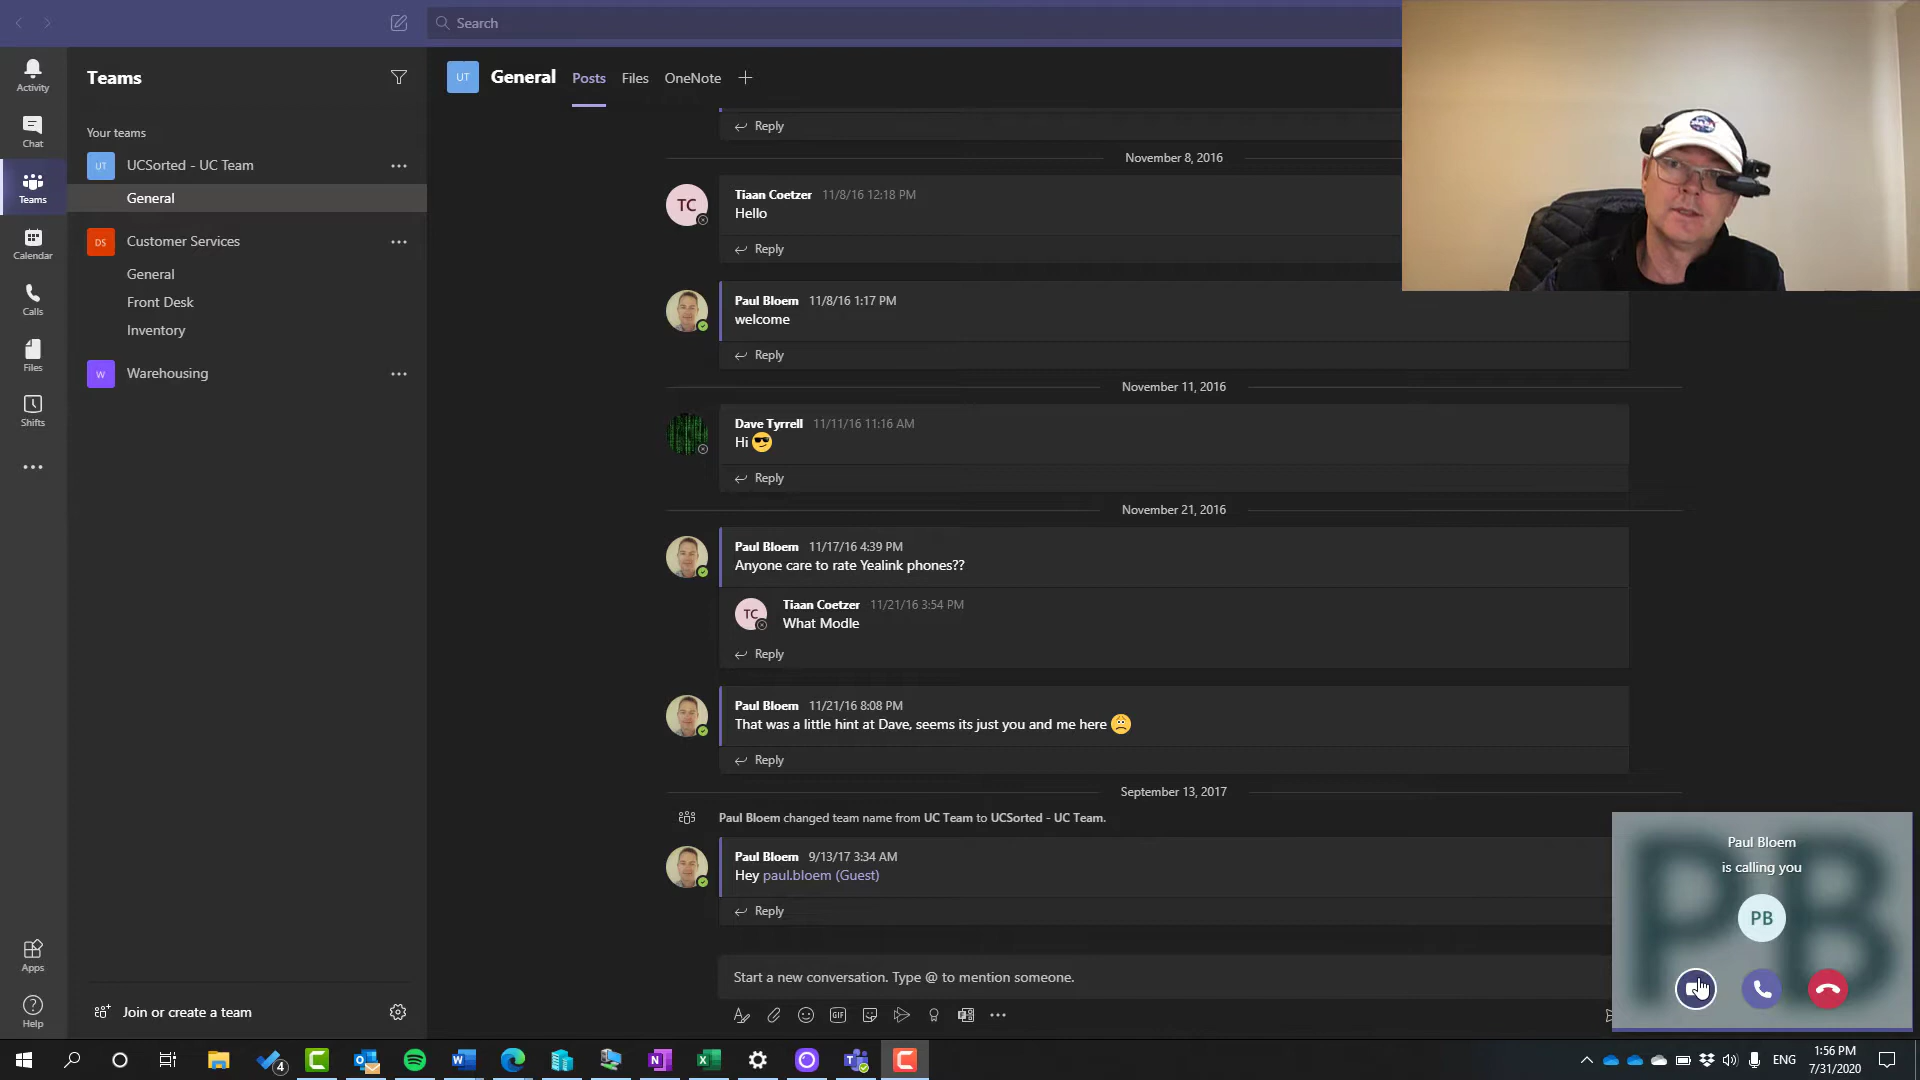 Search
Activity
Chat
Teams
Calendar
Calls
Files
Shifts
Apps
Help
Teams
Your teams
UT UCSorted - UC Team
General
DS Customer Services
General
Front Desk
Inventory
W Warehousing
Join or create a team
UT General Posts Files OneNote
Reply
November 8, 2016
TC Tiaan Coetzer 11/8/16 12:18 PM
Hello
Reply
Paul Bloem 11/8/16 1:17 PM
welcome
Reply
November 11, 2016
Dave Tyrrell 11/11/16 11:16 AM
Hi 😎
Reply
November 21, 2016
Paul Bloem 11/17/16 4:39 PM
Anyone care to rate Yealink phones??
TC Tiaan Coetzer 11/21/16 3:54 PM
What Modle
Reply
Paul Bloem 11/21/16 8:08 PM
That was a little hint at Dave, seems its just you and me here 🙁
Reply
September 13, 2017
Paul Bloem changed team name from UC Team to UCSorted - UC Team.
Paul Bloem 9/13/17 3:34 AM
Hey paul.bloem (Guest)
Reply
Start a new conversation. Type @ to mention someone.
GIF
Paul Bloem
is calling you
PB
PB
4
ENG
1:56 PM
7/31/2020